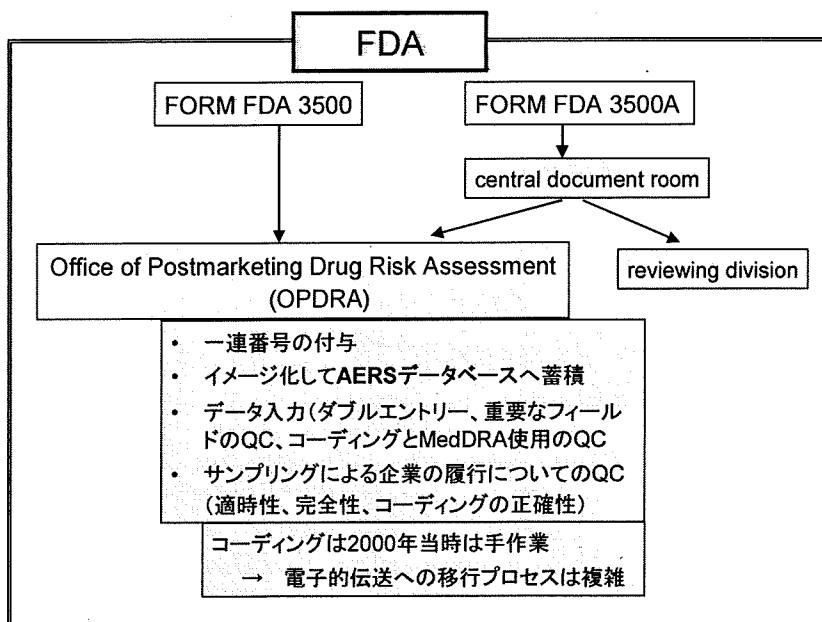 FDA
FORM FDA 3500
FORM FDA 3500A
central document room
Office of Postmarketing Drug Risk Assessment
(OPDRA)
reviewing division
• 一連番号の付与
• イメージ化してAERSデータベースへ蓄積
• データ入力(ダブルエントリー、重要なフィール
ドのQC、コーディングとMedDRA使用のQC
• サンプリングによる企業の履行についてのQC
(適時性、完全性、コーディングの正確性)
コーディングは2000年当時は手作業
→ 電子的伝送への移行プロセスは複雑